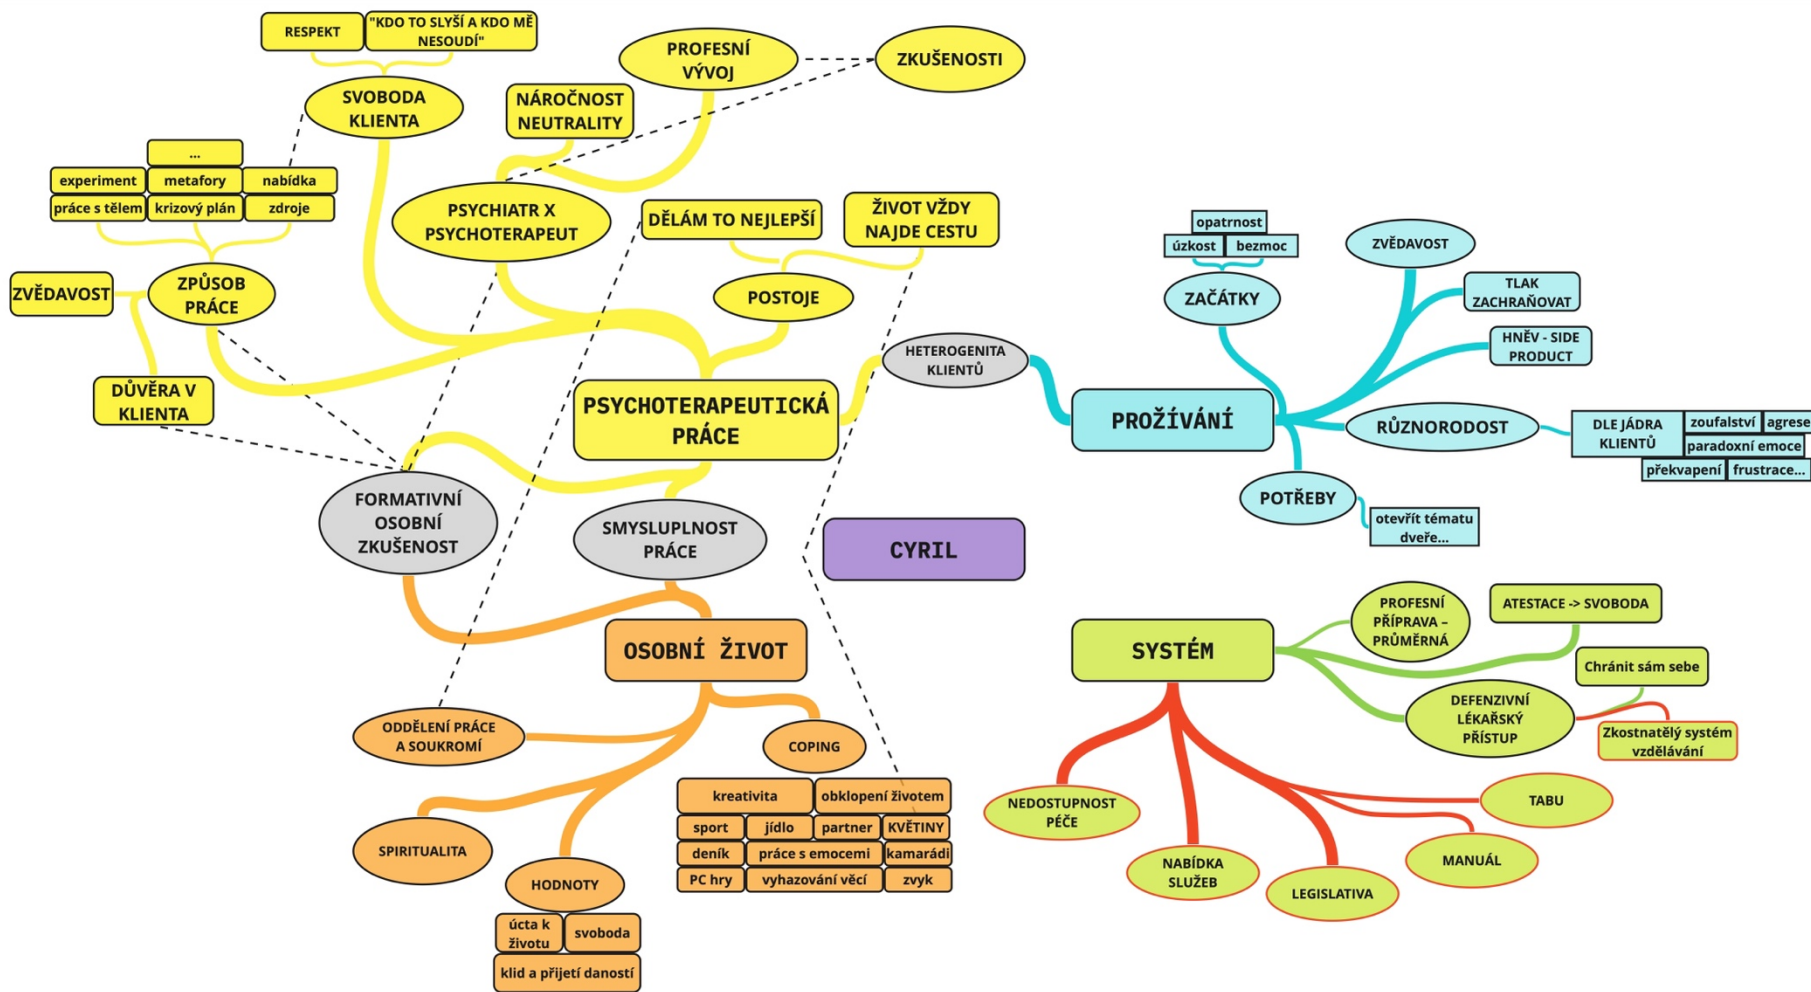 RESPEKT
"KDO TO SLYŠÍ A KDO MĚ
NESOUDÍ"
SVOBODA
KLIENTA
PROFESNÍ
VÝVOJ
ZKUŠENOSTI
NÁROČNOST
NEUTRALITY
...
experiment
metafory
nabídka
práce s tělem
krizový plán
zdroje
PSYCHIATR X
PSYCHOTERAPEUT
DĚLÁM TO NEJLEPŠÍ
ŽIVOT VŽDY
NAJDE CESTU
ZVĚDAVOST
ZPŮSOB
PRÁCE
POSTOJE
DŮVĚRA V
KLIENTA
PSYCHOTERAPEUTICKÁ
PRÁCE
HETEROGENITA
KLIENTŮ
FORMATIVNÍ
OSOBNÍ
ZKUŠENOST
SMYSLUPLNOST
PRÁCE
CYRIL
opatrnost
úzkost
bezmoc
ZAČÁTKY
ZVĚDAVOST
TLAK
ZACHRAŇOVAT
HNĚV - SIDE
PRODUCT
PROŽÍVÁNÍ
RŮZNORODOST
DLE JÁDRA
KLIENTŮ
zoufalství
agrese
paradoxní emoce
překvapení
frustrace...
POTŘEBY
otevřít tématu
dveře...
OSOBNÍ ŽIVOT
ODDĚLENÍ PRÁCE
A SOUKROMÍ
COPING
kreativita
obklopení životem
sport
jídlo
partner
KVĚTINY
deník
práce s emocemi
kamarádi
PC hry
vyhazování věcí
zvyk
SPIRITUALITA
HODNOTY
úcta k
životu
svoboda
klid a přijetí daností
SYSTÉM
PROFESNÍ
PŘÍPRAVA –
PRŮMĚRNÁ
ATESTACE -> SVOBODA
Chránit sám sebe
DEFENZIVNÍ
LÉKAŘSKÝ
PŘÍSTUP
Zkostnatělý systém
vzdělávání
NEDOSTUPNOST
PÉČE
NABÍDKA
SLUŽEB
LEGISLATIVA
MANUÁL
TABU